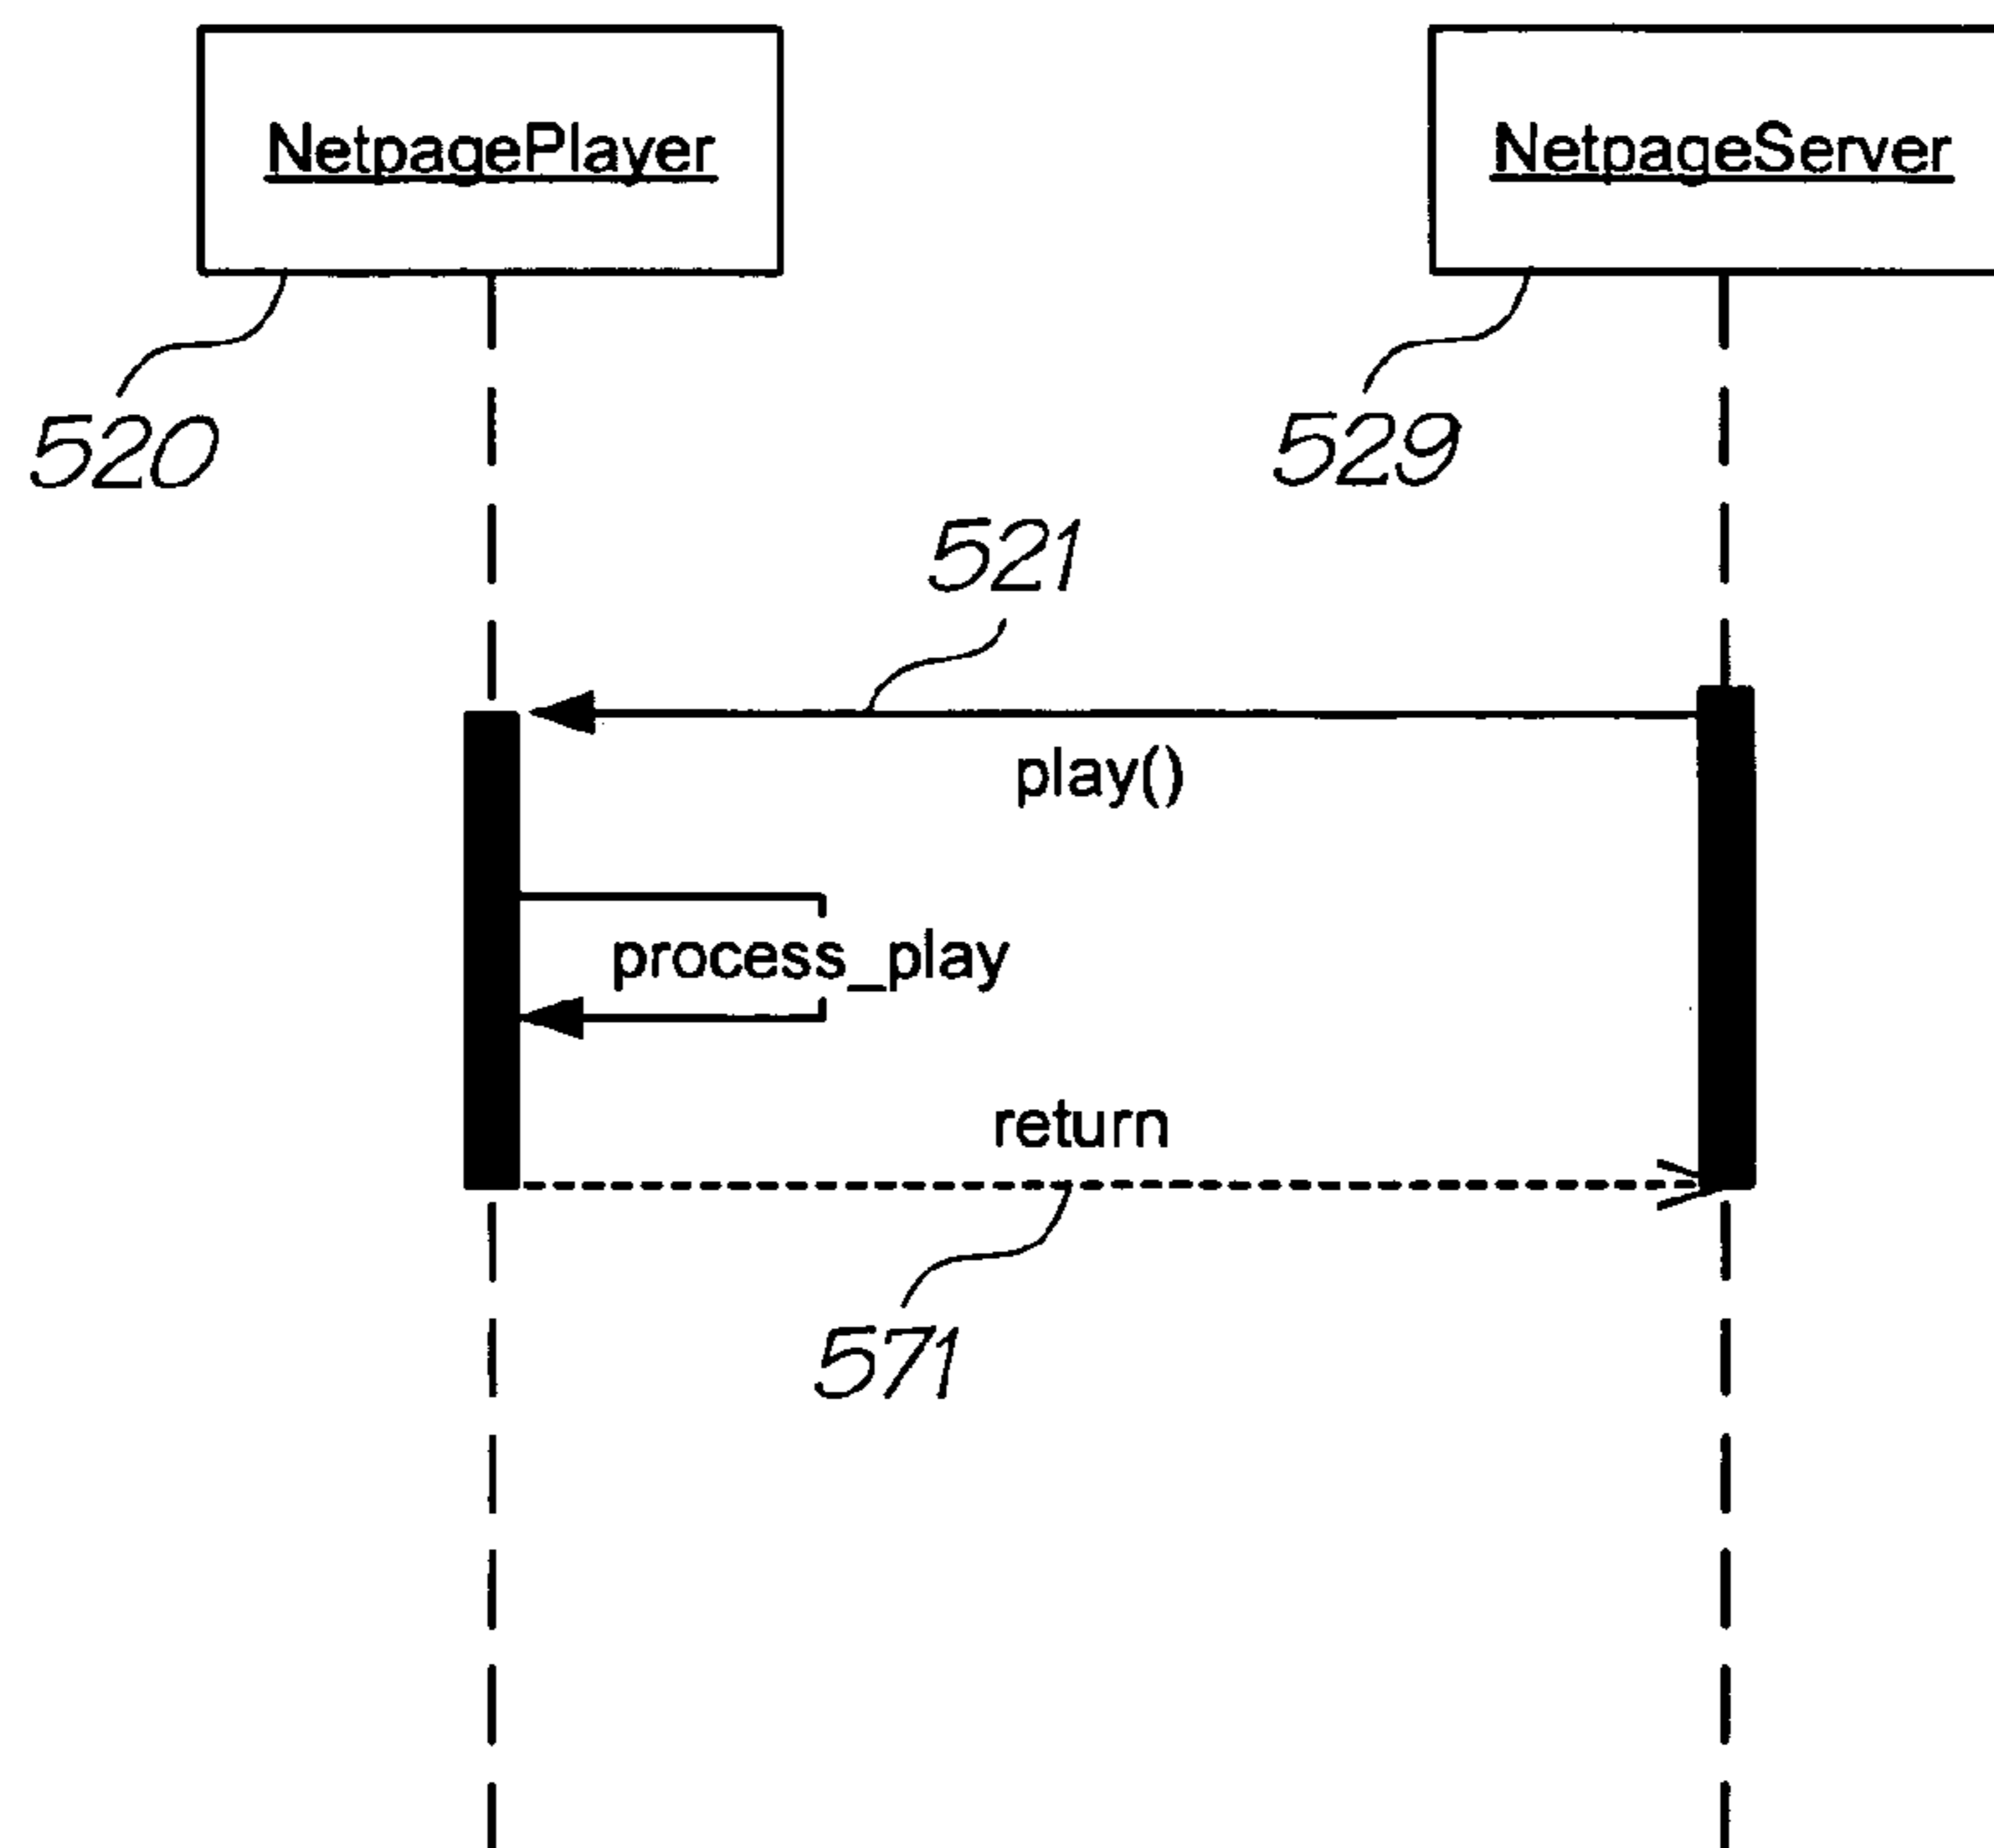 NetpagePlayer
NetpageServer
520
529
521
play()
process_play
return
571